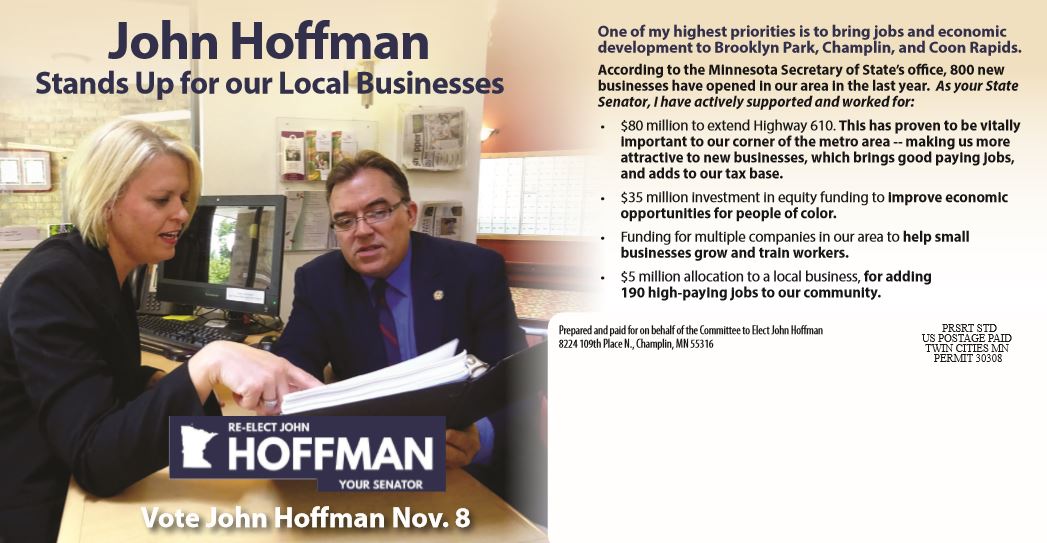 John Hoffman
Stands Up for our Local Businesses
RE-ELECT JOHN
HOFFMAN
YOUR SENATOR
Vote John Hoffman Nov. 8
One of my highest priorities is to bring jobs and economic
development to Brooklyn Park, Champlin, and Coon Rapids.
According to the Minnesota Secretary of State's office, 800 new
businesses have opened in our area in the last year. As your State
Senator, I have actively supported and worked for:
• $80 million to extend Highway 610. This has proven to be vitally
important to our corner of the metro area -- making us more
attractive to new businesses, which brings good paying jobs,
and adds to our tax base.
• $35 million investment in equity funding to improve economic
opportunities for people of color.
• Funding for multiple companies in our area to help small
businesses grow and train workers.
• $5 million allocation to a local business, for adding
190 high-paying jobs to our community.
Prepared and paid for on behalf of the Committee to Elect John Hoffman
8224 109th Place N., Champlin, MN 55316
PRSRT STD
US POSTAGE PAID
TWIN CITIES MN
PERMIT 30308